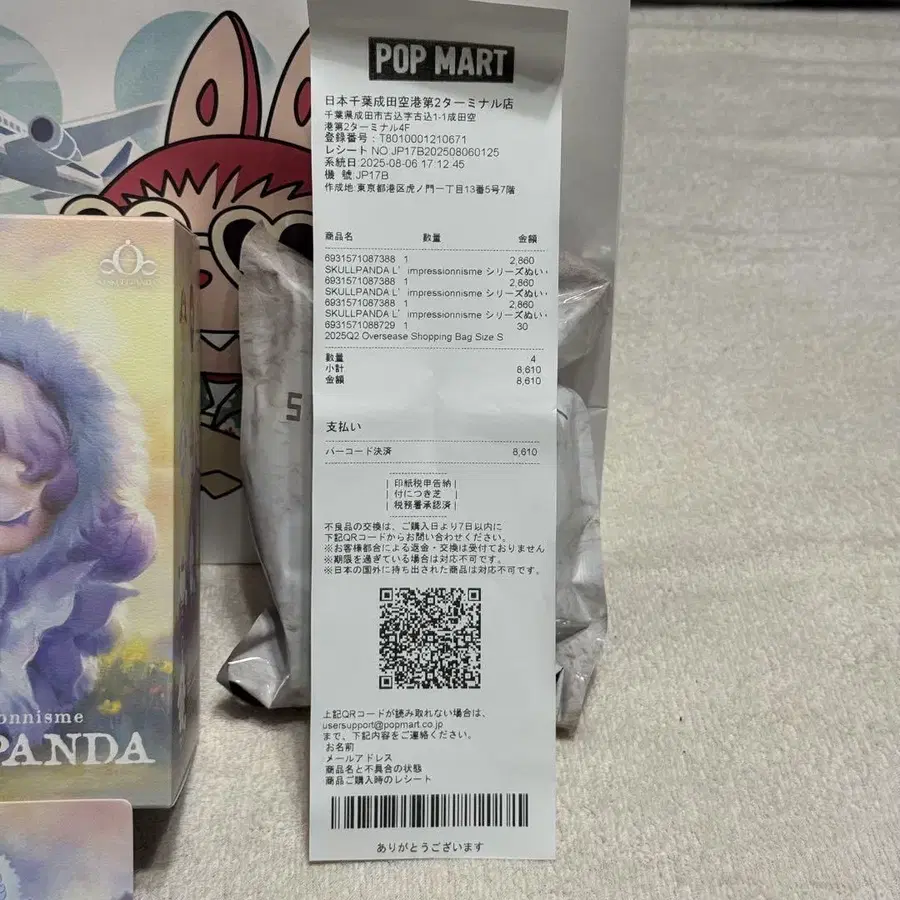 POP MART
日本千葉成田空港第2ターミナル店
千葉県成田市古込字古込1-1成田空
港第2ターミナル4F
登録番号：T8010001210671
レシートNO.JP17B202508060125
系統日:2025-08-06 17:12:45
機 號:JP17B
作成地:東京都港区虎ノ門一丁目13番5号7階
商品名 数量 金額
6931571087388 1 2,860
SKULLPANDA L’impressionnisme シリーズぬい
6931571087388 1 2,860
SKULLPANDA L’impressionnisme シリーズぬい
6931571087388 1 2,860
SKULLPANDA L’impressionnisme シリーズぬい
6931571086729 1 30
2025Q2 Oversease Shopping Bag Size S
数量 4
小計 8,610
金額 8,610
支払い
バーコード決済 8,610
印紙税申告納
付につき芝
税務署承認済
不良品の交換は、ご購入日より7日以内に
下記QRコードからお問い合わせください。
※お客様都合による返金・交換は受付ておりません
※期限を過ぎている場合は対応不可です。
※日本の国外に持ち出された商品は対応不可です。
上記QRコードが読み取れない場合は、
usersupport@popmart.co.jp
まで、下記内容をご連絡ください。
お名前
メールアドレス
商品名と不具合の状態
商品ご購入時のレシート
ありがとうございます
onnisme
PANDA
S